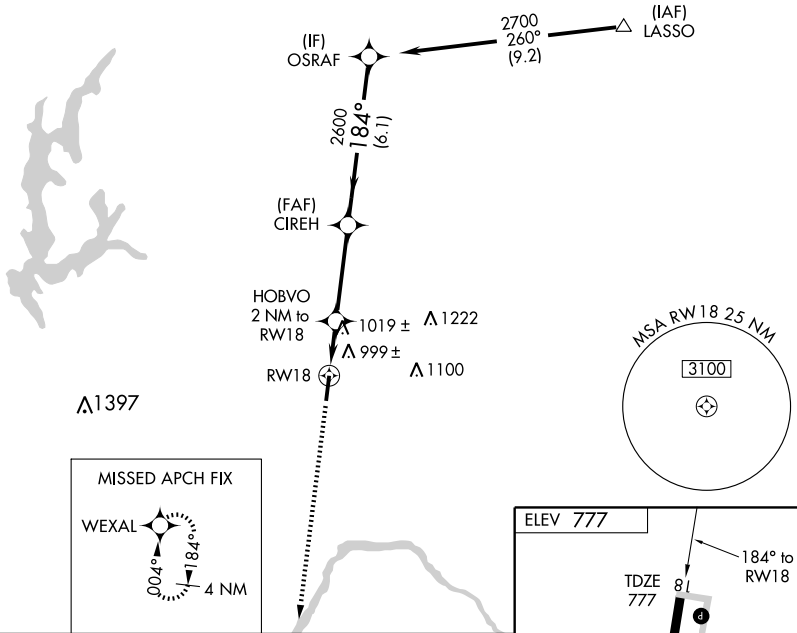 (IAF)
LASSO
2700
260°
(9.2)
(IF)
OSRAF
2600
184°
(6.1)
(FAF)
CIREH
HOBVO
2 NM to
RW18
1019 ±
1222
999 ±
RW18
1100
1397
MSA RW18 25 NM
3100
MISSED APCH FIX
WEXAL
004°
184°
4 NM
ELEV 777
184° to
RW18
TDZE
777
18
P